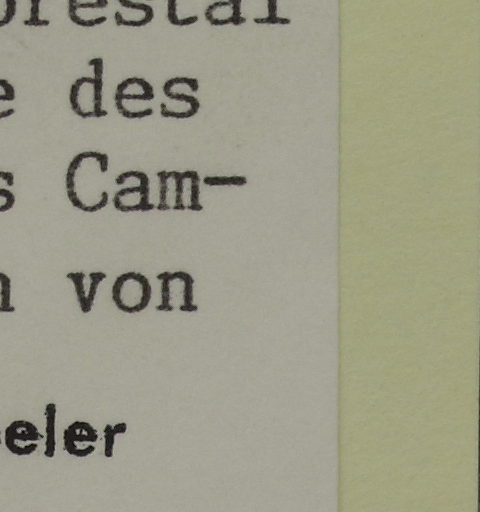 orestal
e des
s Cam-
n von
eler